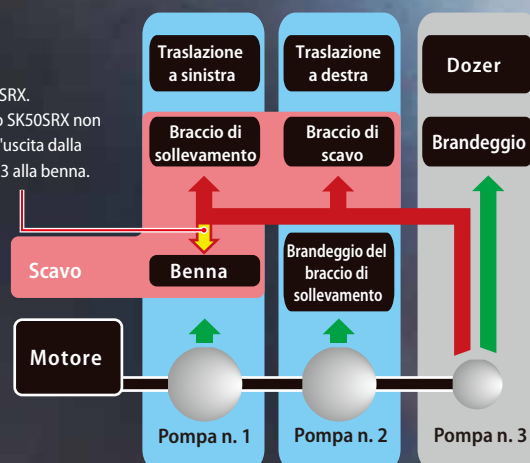 SRX.
o SK50SRX non
'uscita dalla
3 alla benna.
Traslazione
a sinistra
Traslazione
a destra
Dozer
Braccio di
sollevamento
Braccio di
scavo
Brandeggio
Scavo
Benna
Brandeggio del
braccio di
sollevamento
Motore
Pompa n. 1
Pompa n. 2
Pompa n. 3